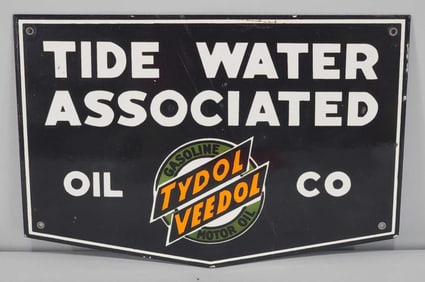 TIDE WATER
ASSOCIATED
OIL CO
GASOLINE
TYDOL
VEEDOL
MOTOR OIL